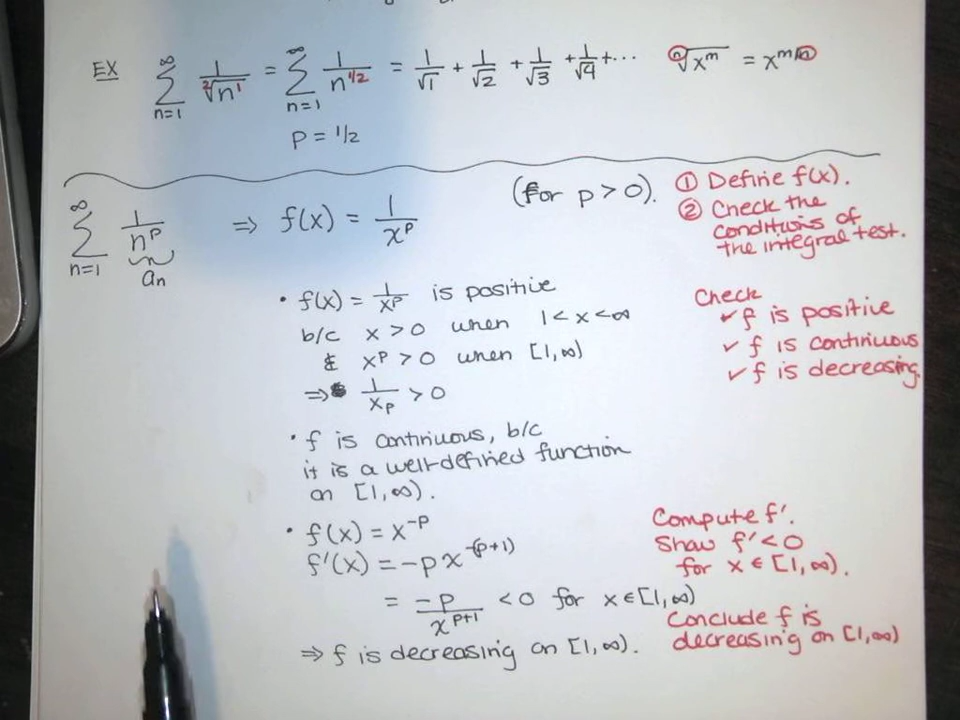 EX ∑_{n=1}^{∞} 1/²√n¹ = ∑_{n=1}^{∞} 1/n^{1/2} = 1/√1 + 1/√2 + 1/√3 + 1/√4 + ··· ⁿ√x^m = x^{m/n}
P = 1/2
∑_{n=1}^{∞} 1/n^p ⇒ f(x) = 1/x^p (for p > 0).
an
① Define f(x).
② Check the
conditions of
the integral test.
• f(x) = 1/x^p is positive
b/c x > 0 when 1 < x < ∞
& x^p > 0 when [1, ∞)
⇒ 1/x_p > 0
Check
✓ f is positive
✓ f is continuous
✓ f is decreasing.
• f is continuous, b/c
it is a well-defined function
on [1, ∞).
• f(x) = x^{-p}
f'(x) = -p x^{-(p+1)}
= -p/x^{p+1} < 0 for x ∈ [1, ∞)
⇒ f is decreasing on [1, ∞).
Compute f'.
Show f' < 0
for x ∈ [1, ∞).
Conclude f is
decreasing on [1, ∞)